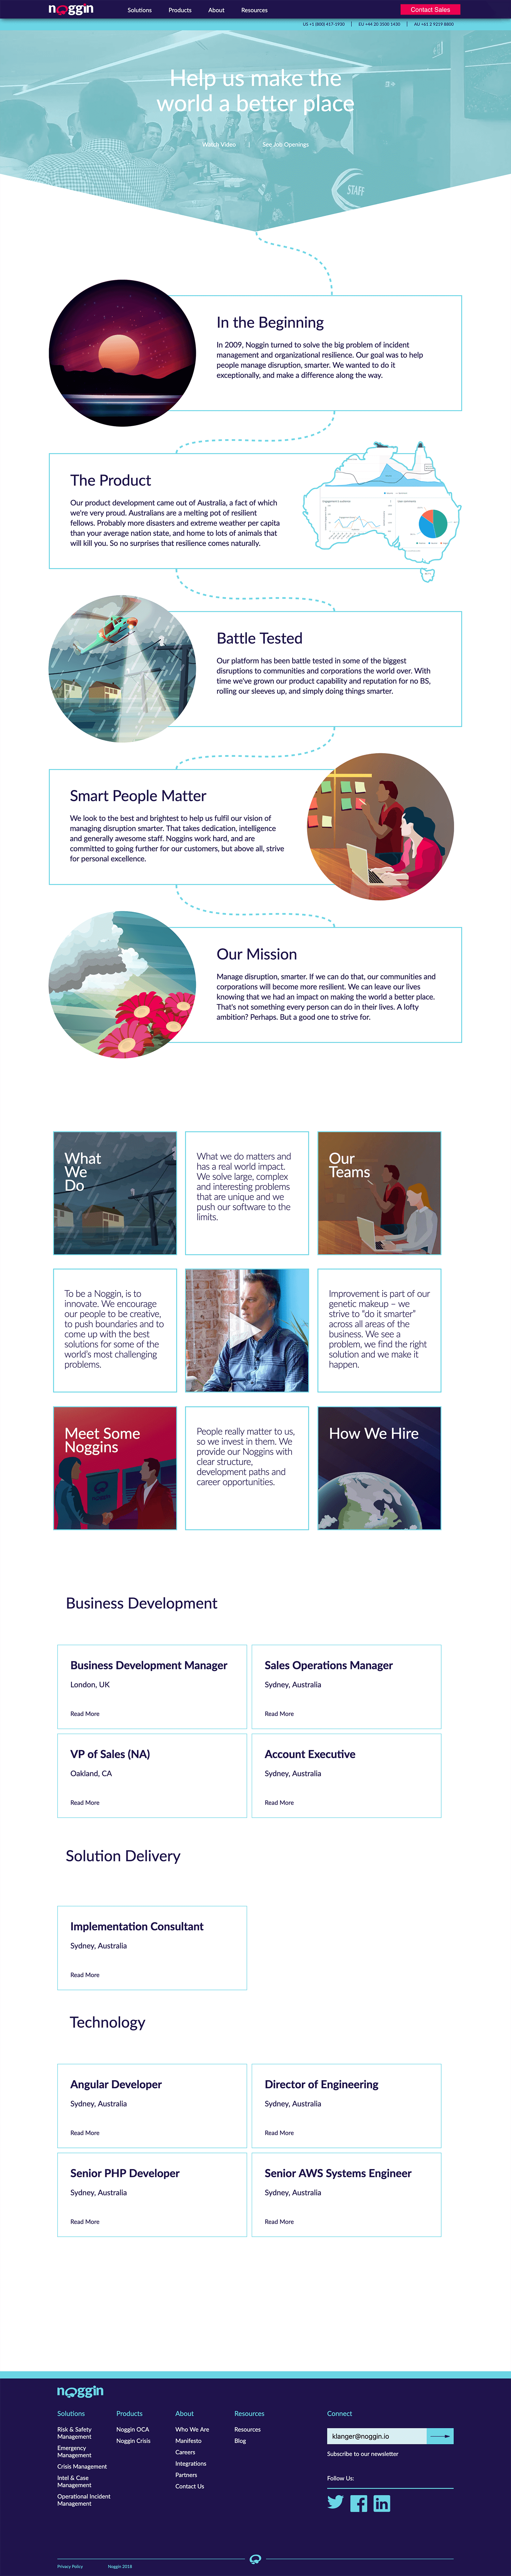 noggin
Solutions Products About Resources
Contact Sales
US +1 (800) 417-1930 | EU +44 20 3500 1430 | AU +61 2 9219 8800
Help us make the
world a better place
Watch Video | See Job Openings
STAFF
In the Beginning
In 2009, Noggin turned to solve the big problem of incident
management and organizational resilience. Our goal was to help
people manage disruption, smarter. We wanted to do it
exceptionally, and make a difference along the way.
The Product
Our product development came out of Australia, a fact of which
we're very proud. Australians are a melting pot of resilient
fellows. Probably more disasters and extreme weather per capita
than your average nation state, and home to lots of animals that
will kill you. So no surprises that resilience comes naturally.
Battle Tested
Our platform has been battle tested in some of the biggest
disruptions to communities and corporations the world over. With
time we've grown our product capability and reputation for no BS,
rolling our sleeves up, and simply doing things smarter.
Smart People Matter
We look to the best and brightest to help us fulfil our vision of
managing disruption smarter. That takes dedication, intelligence
and generally awesome staff. Noggins work hard, and are
committed to going further for our customers, but above all, strive
for personal excellence.
Our Mission
Manage disruption, smarter. If we can do that, our communities and
corporations will become more resilient. We can leave our lives
knowing that we had an impact on making the world a better place.
That's not something every person can do in their lives. A lofty
ambition? Perhaps. But a good one to strive for.
What
We
Do
What we do matters and
has a real world impact.
We solve large, complex
and interesting problems
that are unique and we
push our software to the
limits.
Our
Teams
To be a Noggin, is to
innovate. We encourage
our people to be creative,
to push boundaries and to
come up with the best
solutions for some of the
world's most challenging
problems.
Improvement is part of our
genetic makeup – we
strive to "do it smarter"
across all areas of the
business. We see a
problem, we find the right
solution and we make it
happen.
Meet Some
Noggins
People really matter to us,
so we invest in them. We
provide our Noggins with
clear structure,
development paths and
career opportunities.
How We Hire
Business Development
Business Development Manager
London, UK
Read More
Sales Operations Manager
Sydney, Australia
Read More
VP of Sales (NA)
Oakland, CA
Read More
Account Executive
Sydney, Australia
Read More
Solution Delivery
Implementation Consultant
Sydney, Australia
Read More
Technology
Angular Developer
Sydney, Australia
Read More
Director of Engineering
Sydney, Australia
Read More
Senior PHP Developer
Sydney, Australia
Read More
Senior AWS Systems Engineer
Sydney, Australia
Read More
noggin
Solutions
Risk & Safety
Management
Emergency
Management
Crisis Management
Intel & Case
Management
Operational Incident
Management
Products
Noggin OCA
Noggin Crisis
About
Who We Are
Manifesto
Careers
Integrations
Partners
Contact Us
Resources
Resources
Blog
Connect
klanger@noggin.io
Subscribe to our newsletter
Follow Us:
Privacy Policy
Noggin 2018